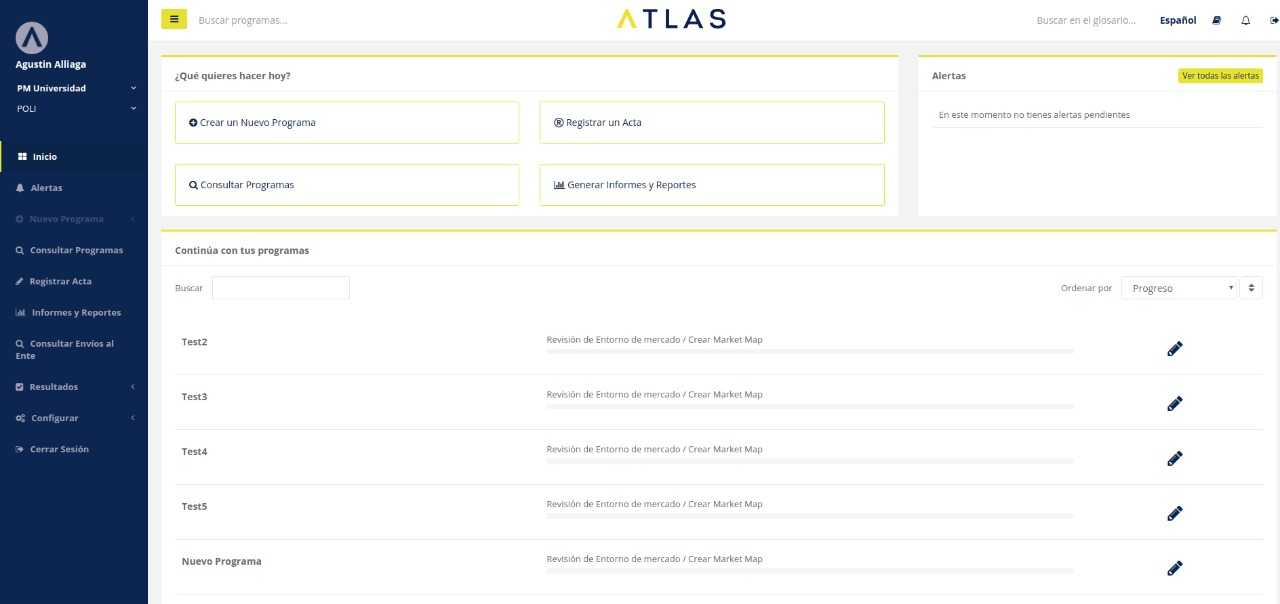 Agustin Alliaga
PM Universidad
POLI
Inicio
Alertas
Nuevo Programa
Consultar Programas
Registrar Acta
Informes y Reportes
Consultar Envíos al
Ente
Resultados
Configurar
Cerrar Sesión
Buscar programas...
ATLAS
Buscar en el glosario...
Español
¿Qué quieres hacer hoy?
Crear un Nuevo Programa
Registrar un Acta
Consultar Programas
Generar Informes y Reportes
Alertas
Ver todas las alertas
En este momento no tienes alertas pendientes
Continúa con tus programas
Buscar
Ordenar por
Progreso
Test2
Revisión de Entorno de mercado / Crear Market Map
Test3
Revisión de Entorno de mercado / Crear Market Map
Test4
Revisión de Entorno de mercado / Crear Market Map
Test5
Revisión de Entorno de mercado / Crear Market Map
Nuevo Programa
Revisión de Entorno de mercado / Crear Market Map